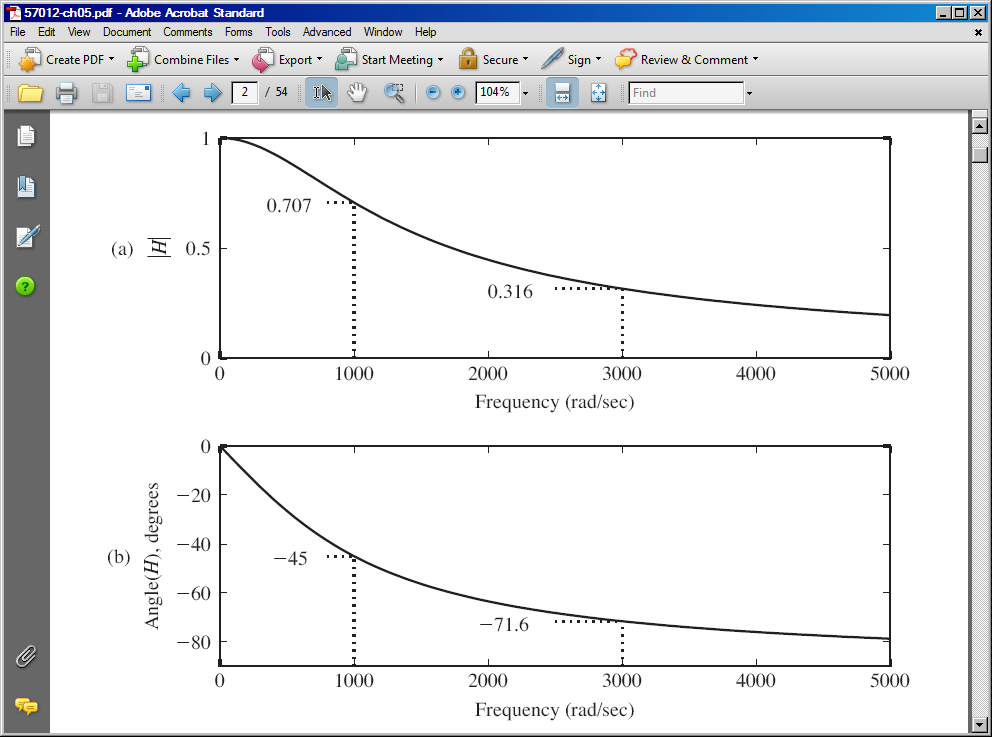 57012-ch05.pdf - Adobe Acrobat Standard
File Edit View Document Comments Forms Tools Advanced Window Help
Create PDF Combine Files Export Start Meeting Secure Sign Review & Comment
2 / 54 104% Find
1
0.707
(a) |H| 0.5
0.316
0
0 1000 2000 3000 4000 5000
Frequency (rad/sec)
0
−20
−40
−45
(b) Angle(H), degrees
−60
−71.6
−80
0 1000 2000 3000 4000 5000
Frequency (rad/sec)